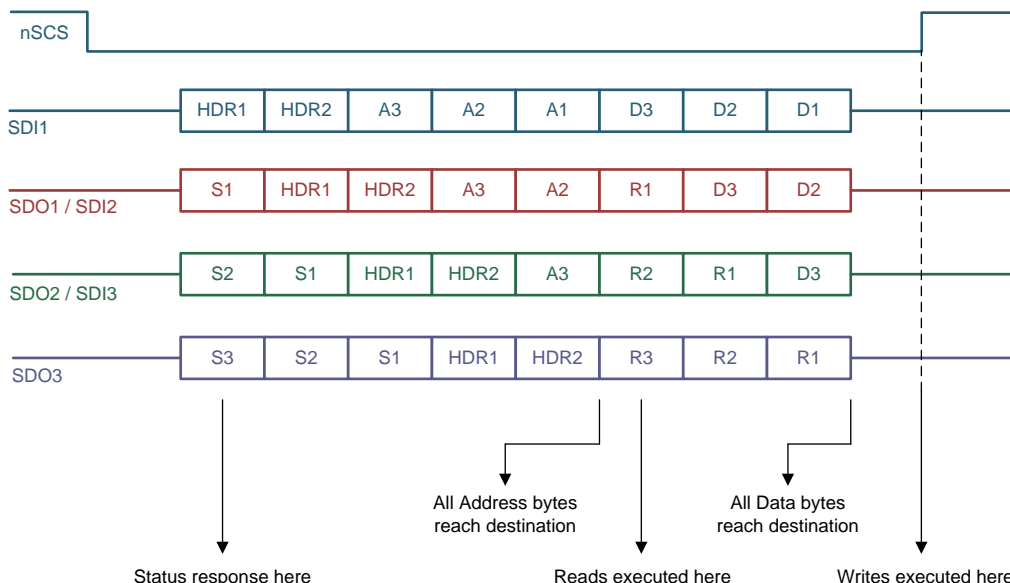 nSCS
HDR1 HDR2 A3 A2 A1 D3 D2 D1
SDI1
S1 HDR1 HDR2 A3 A2 R1 D3 D2
SDO1 / SDI2
S2 S1 HDR1 HDR2 A3 R2 R1 D3
SDO2 / SDI3
S3 S2 S1 HDR1 HDR2 R3 R2 R1
SDO3
All Address bytes
reach destination
All Data bytes
reach destination
Status response here
Reads executed here
Writes executed here